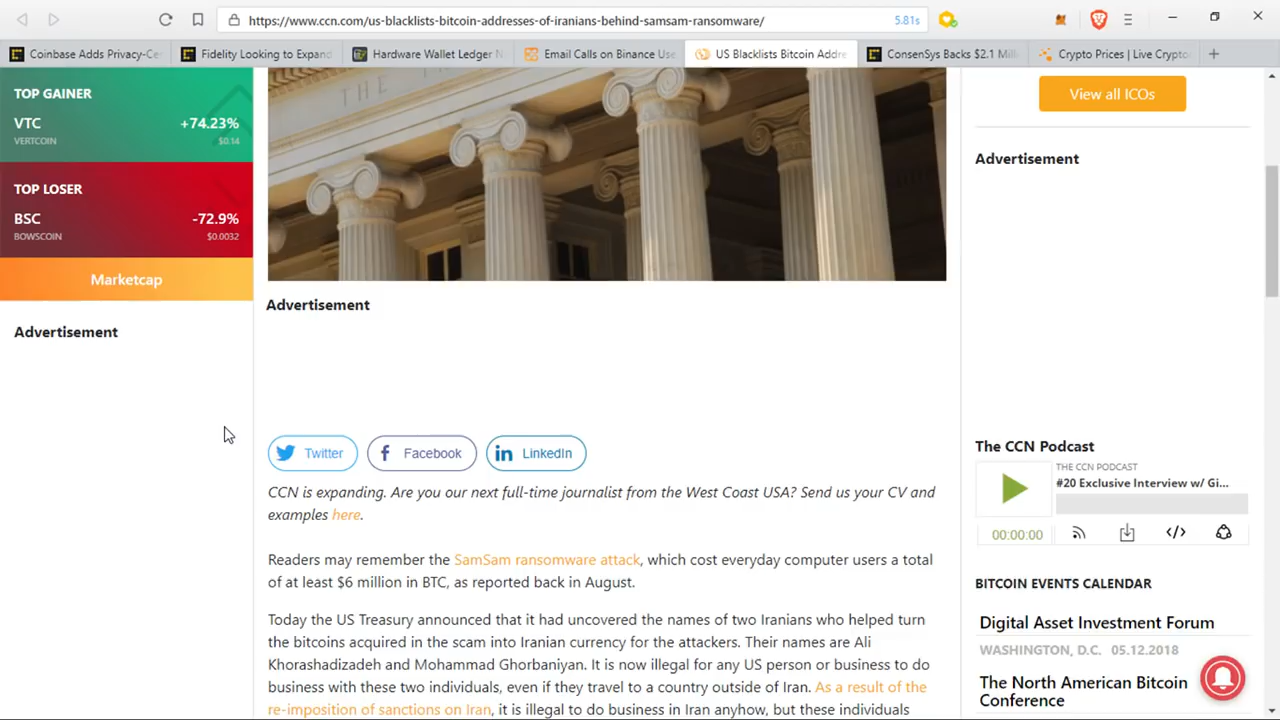 https://www.ccn.com/us-blacklists-bitcoin-addresses-of-iranians-behind-samsam-ransomware/
5.81s
Coinbase Adds Privacy-Ce
Fidelity Looking to Expand
Hardware Wallet Ledger N
Email Calls on Binance Use
US Blacklists Bitcoin Addre
ConsenSys Backs $2.1 Mill
Crypto Prices | Live Crypto
TOP GAINER
VTC +74.23%
VERTCOIN $0.14
TOP LOSER
BSC -72.9%
BOWSCOIN $0.0032
Marketcap
Advertisement
THE
Advertisement
Twitter
Facebook
LinkedIn
CCN is expanding. Are you our next full-time journalist from the West Coast USA? Send us your CV and
examples here.
Readers may remember the SamSam ransomware attack, which cost everyday computer users a total
of at least $6 million in BTC, as reported back in August.
Today the US Treasury announced that it had uncovered the names of two Iranians who helped turn
the bitcoins acquired in the scam into Iranian currency for the attackers. Their names are Ali
Khorashadizadeh and Mohammad Ghorbaniyan. It is now illegal for any US person or business to do
business with these two individuals, even if they travel to a country outside of Iran. As a result of the
re-imposition of sanctions on Iran, it is illegal to do business in Iran anyhow, but these individuals
View all ICOs
Advertisement
The CCN Podcast
THE CCN PODCAST
#20 Exclusive Interview w/ Gi...
00:00:00
BITCOIN EVENTS CALENDAR
Digital Asset Investment Forum
WASHINGTON, D.C. 05.12.2018
The North American Bitcoin
Conference